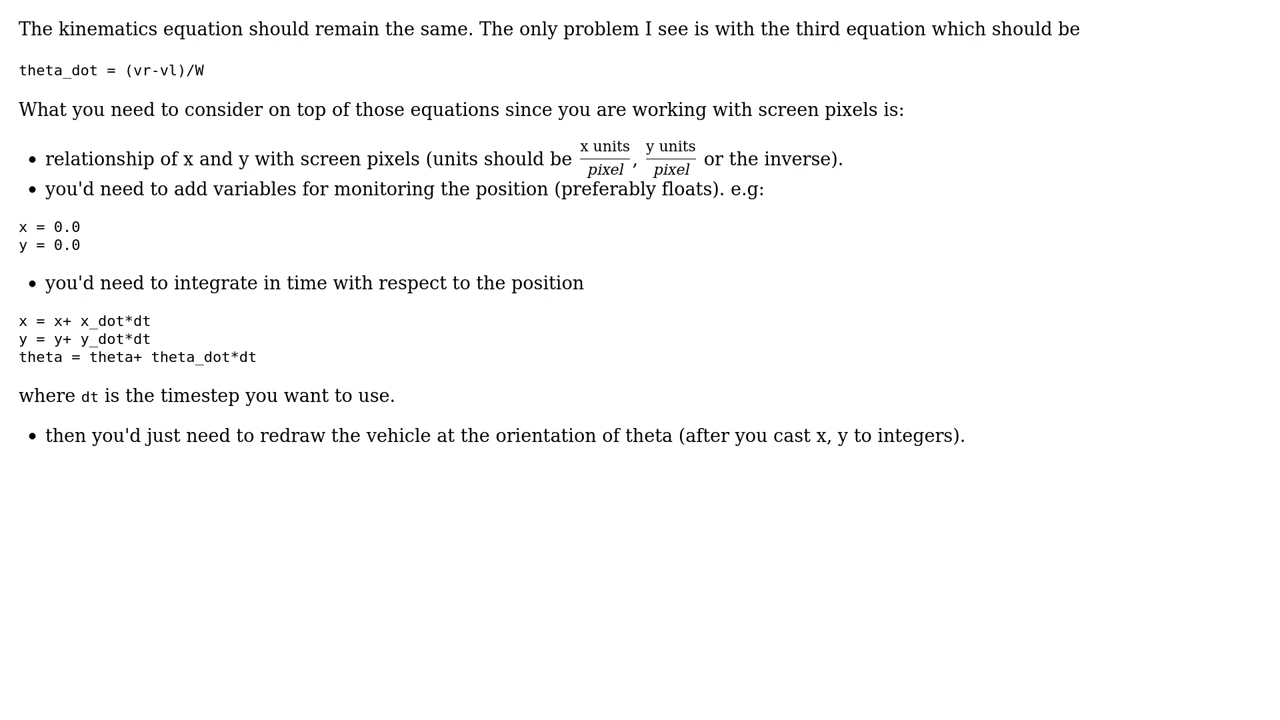 The kinematics equation should remain the same. The only problem I see is with the third equation which should be
theta_dot = (vr-vl)/W
What you need to consider on top of those equations since you are working with screen pixels is:
• relationship of x and y with screen pixels (units should be $\frac{\text{x units}}{pixel}$, $\frac{\text{y units}}{pixel}$ or the inverse).
• you'd need to add variables for monitoring the position (preferably floats). e.g:
x = 0.0
y = 0.0
• you'd need to integrate in time with respect to the position
x = x+ x_dot*dt
y = y+ y_dot*dt
theta = theta+ theta_dot*dt
where dt is the timestep you want to use.
• then you'd just need to redraw the vehicle at the orientation of theta (after you cast x, y to integers).